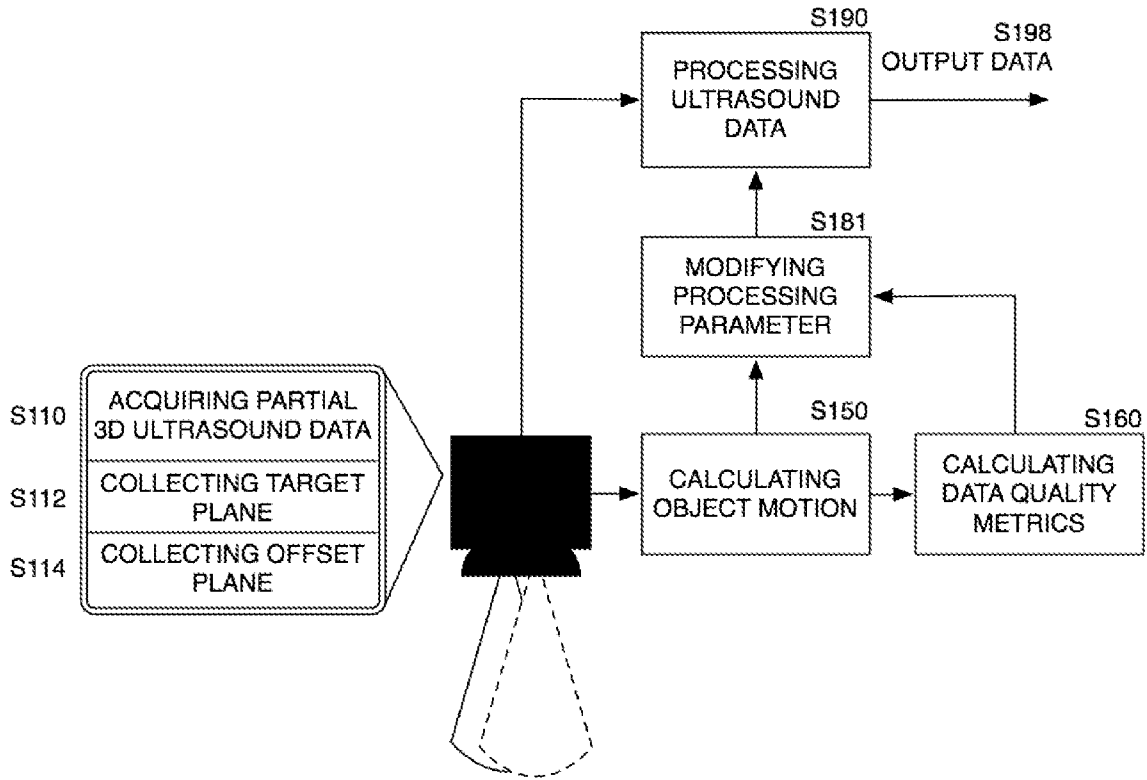 S190
PROCESSING
ULTRASOUND
DATA
S198
OUTPUT DATA
S181
MODIFYING
PROCESSING
PARAMETER
S110
ACQUIRING PARTIAL
3D ULTRASOUND DATA
S112
COLLECTING TARGET
PLANE
S114
COLLECTING OFFSET
PLANE
S150
CALCULATING
OBJECT MOTION
S160
CALCULATING
DATA QUALITY
METRICS